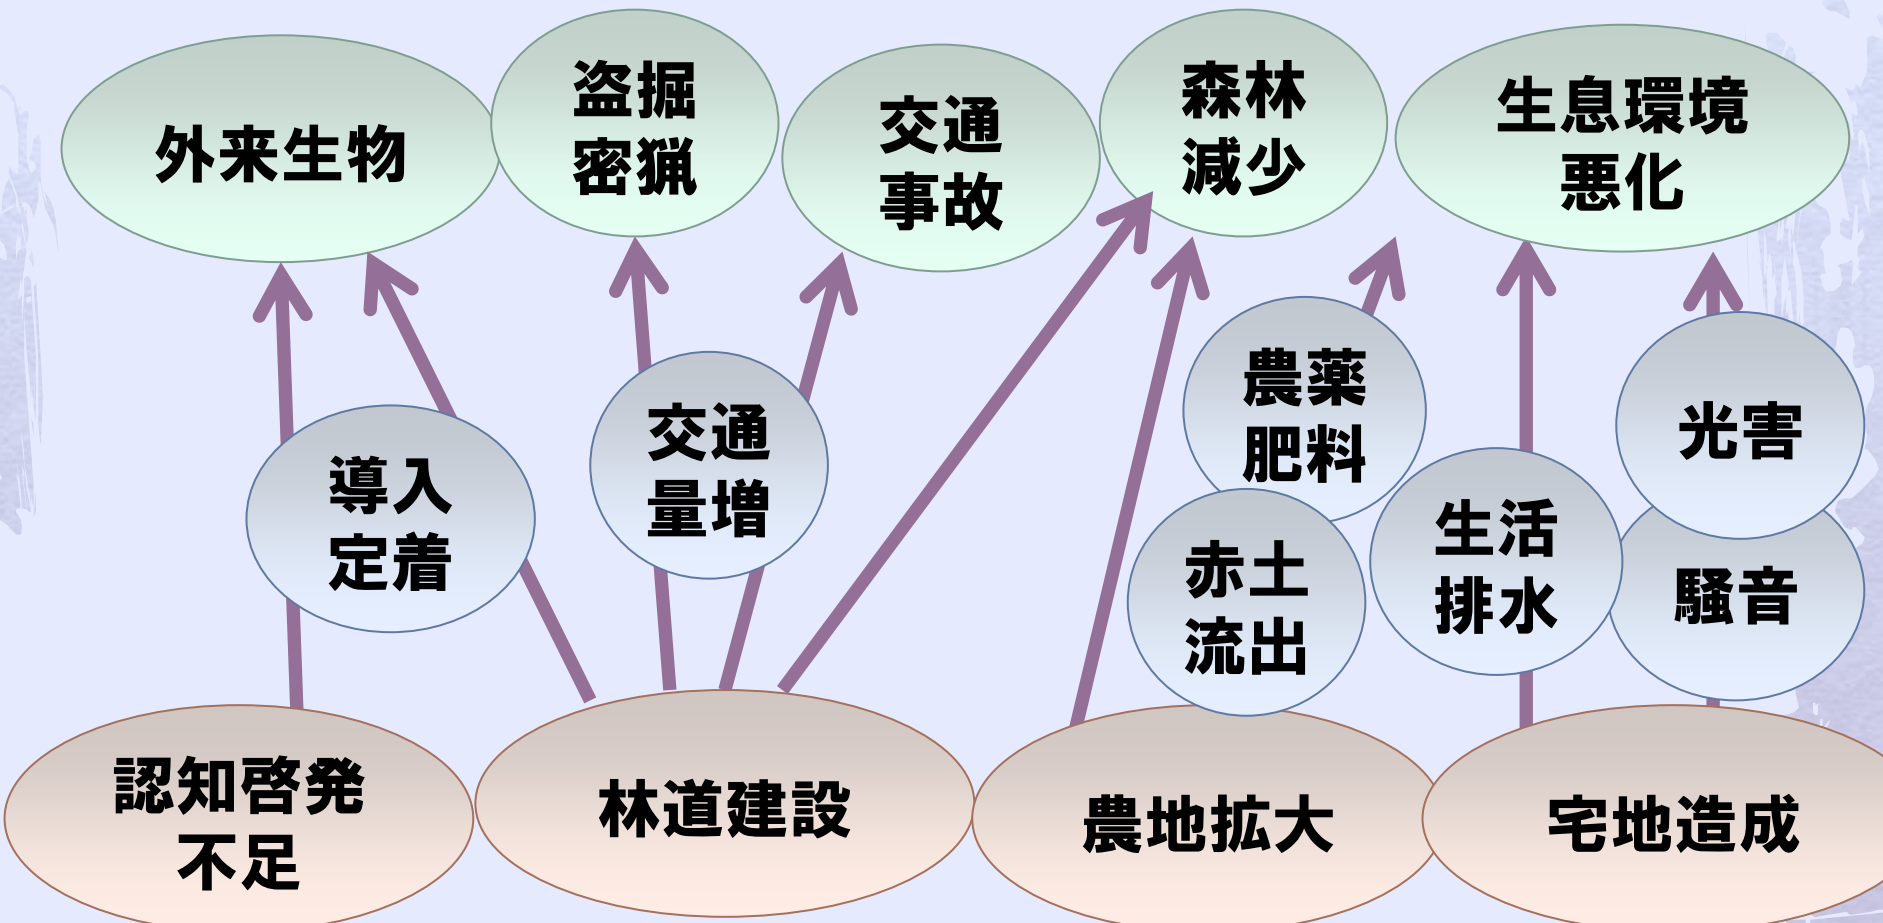 外来生物
盗掘
密猟
交通
事故
森林
減少
生息環境
悪化
導入
定着
交通
量増
農薬
肥料
赤土
流出
生活
排水
光害
騒音
認知啓発
不足
林道建設
農地拡大
宅地造成